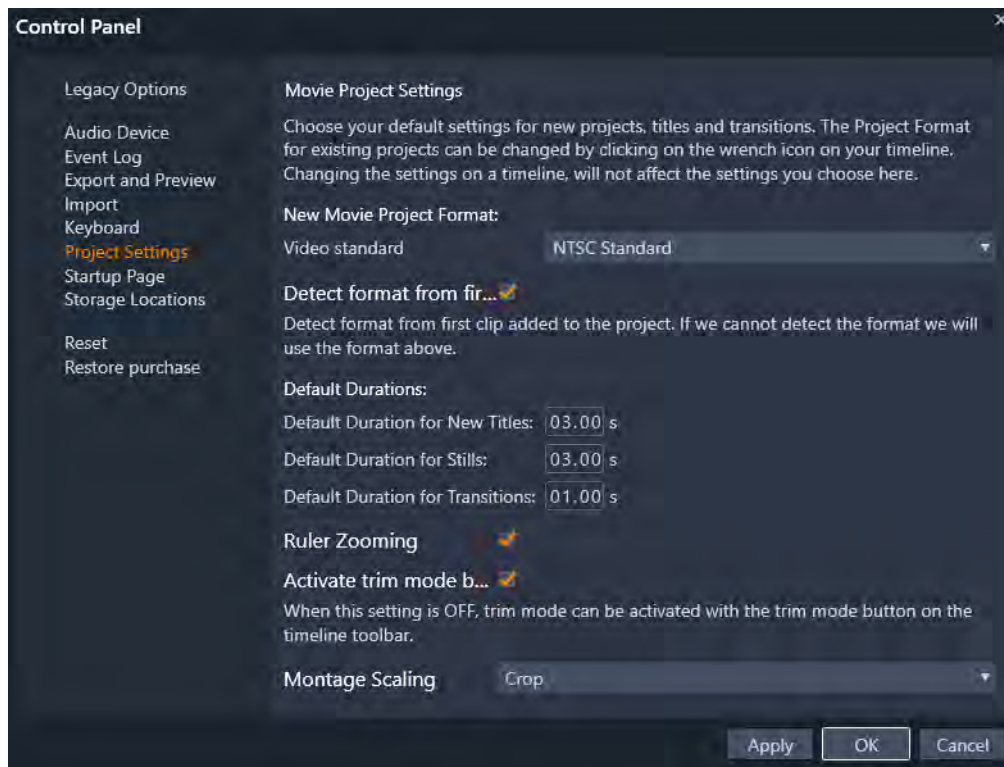 Control Panel
Legacy Options
Audio Device
Event Log
Export and Preview
Import
Keyboard
Project Settings
Startup Page
Storage Locations
Reset
Restore purchase
Movie Project Settings
Choose your default settings for new projects, titles and transitions. The Project Format
for existing projects can be changed by clicking on the wrench icon on your timeline.
Changing the settings on a timeline, will not affect the settings you choose here.
New Movie Project Format:
Video standard NTSC Standard
Detect format from fir...
Detect format from first clip added to the project. If we cannot detect the format we will
use the format above.
Default Durations:
Default Duration for New Titles: 03.00 s
Default Duration for Stills: 03.00 s
Default Duration for Transitions: 01.00 s
Ruler Zooming
Activate trim mode b...
When this setting is OFF, trim mode can be activated with the trim mode button on the
timeline toolbar.
Montage Scaling Crop
Apply OK Cancel